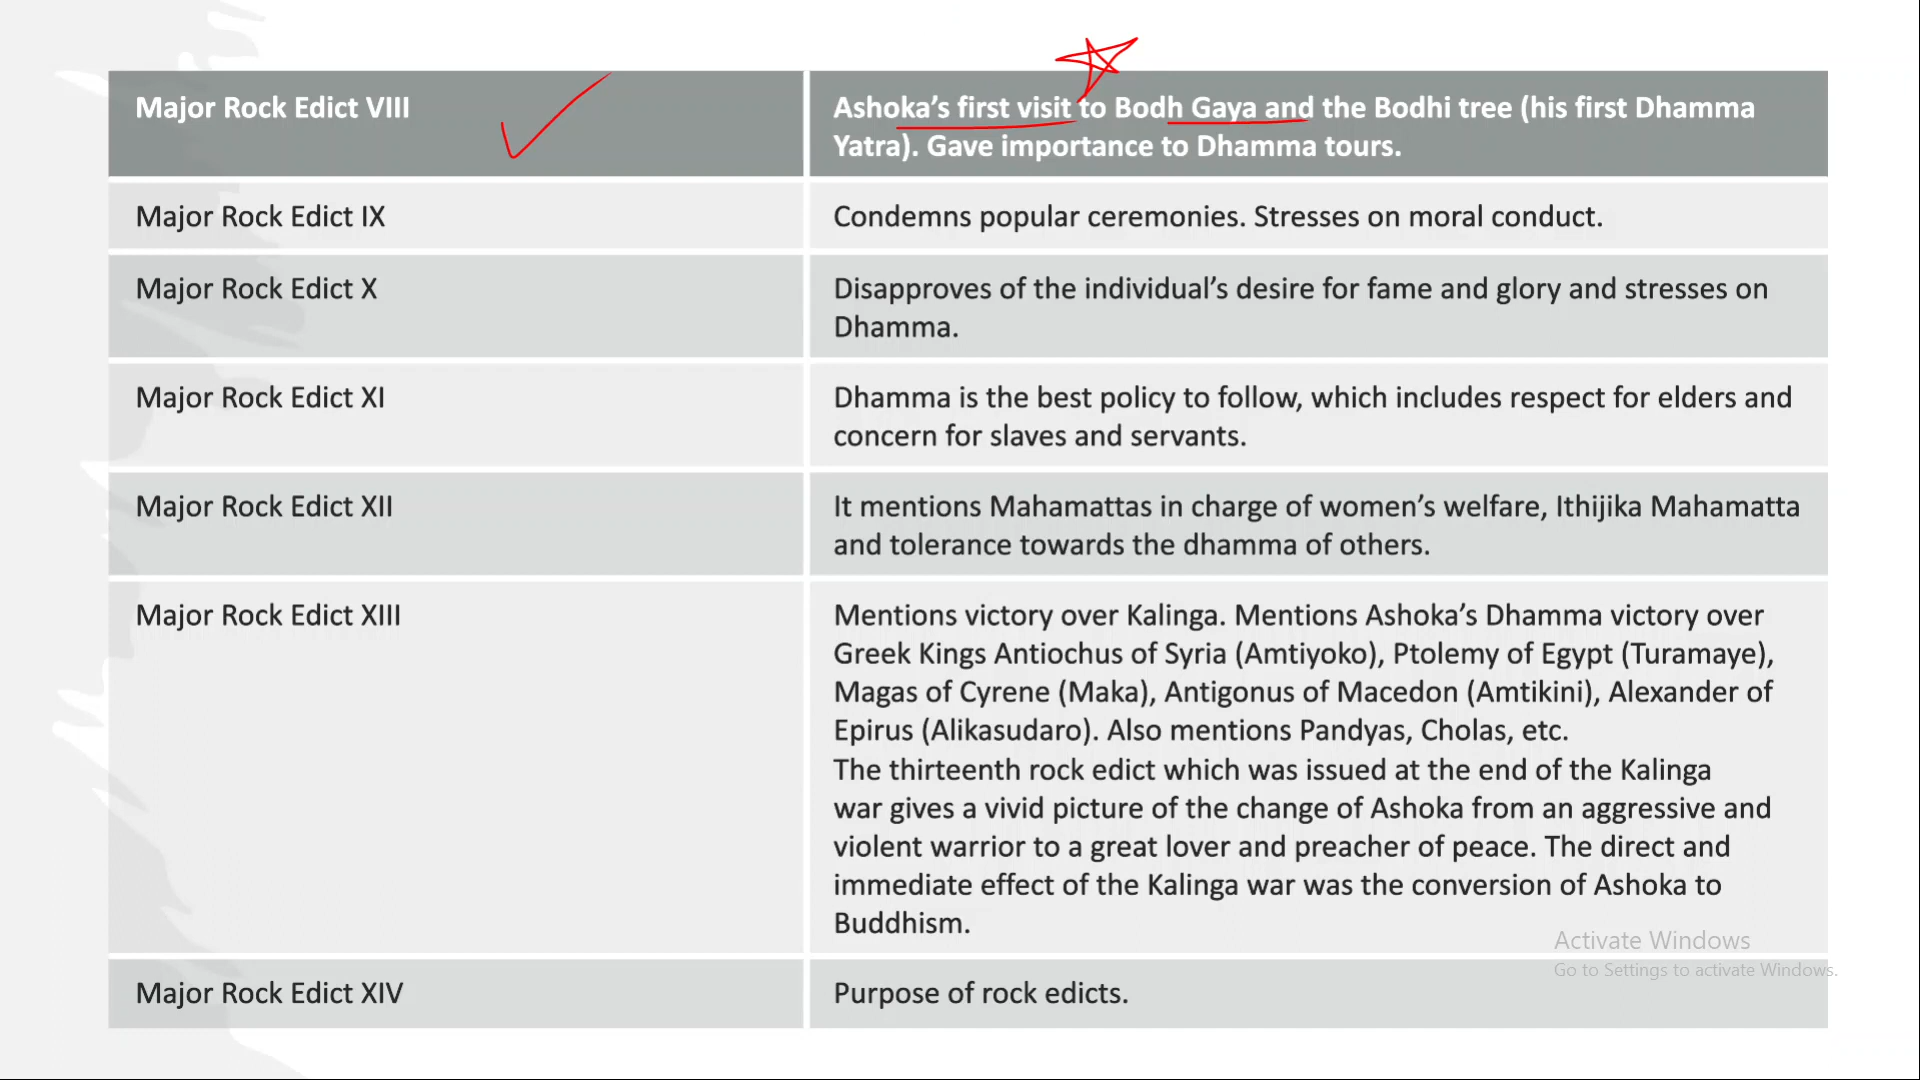 Major Rock Edict VIII
Ashoka’s first visit to Bodh Gaya and the Bodhi tree (his first Dhamma
Yatra). Gave importance to Dhamma tours.
Major Rock Edict IX
Condemns popular ceremonies. Stresses on moral conduct.
Major Rock Edict X
Disapproves of the individual’s desire for fame and glory and stresses on
Dhamma.
Major Rock Edict XI
Dhamma is the best policy to follow, which includes respect for elders and
concern for slaves and servants.
Major Rock Edict XII
It mentions Mahamattas in charge of women’s welfare, Ithijika Mahamatta
and tolerance towards the dhamma of others.
Major Rock Edict XIII
Mentions victory over Kalinga. Mentions Ashoka’s Dhamma victory over
Greek Kings Antiochus of Syria (Amtiyoko), Ptolemy of Egypt (Turamaye),
Magas of Cyrene (Maka), Antigonus of Macedon (Amtikini), Alexander of
Epirus (Alikasudaro). Also mentions Pandyas, Cholas, etc.
The thirteenth rock edict which was issued at the end of the Kalinga
war gives a vivid picture of the change of Ashoka from an aggressive and
violent warrior to a great lover and preacher of peace. The direct and
immediate effect of the Kalinga war was the conversion of Ashoka to
Buddhism.
Major Rock Edict XIV
Purpose of rock edicts.
Activate Windows
Go to Settings to activate Windows.